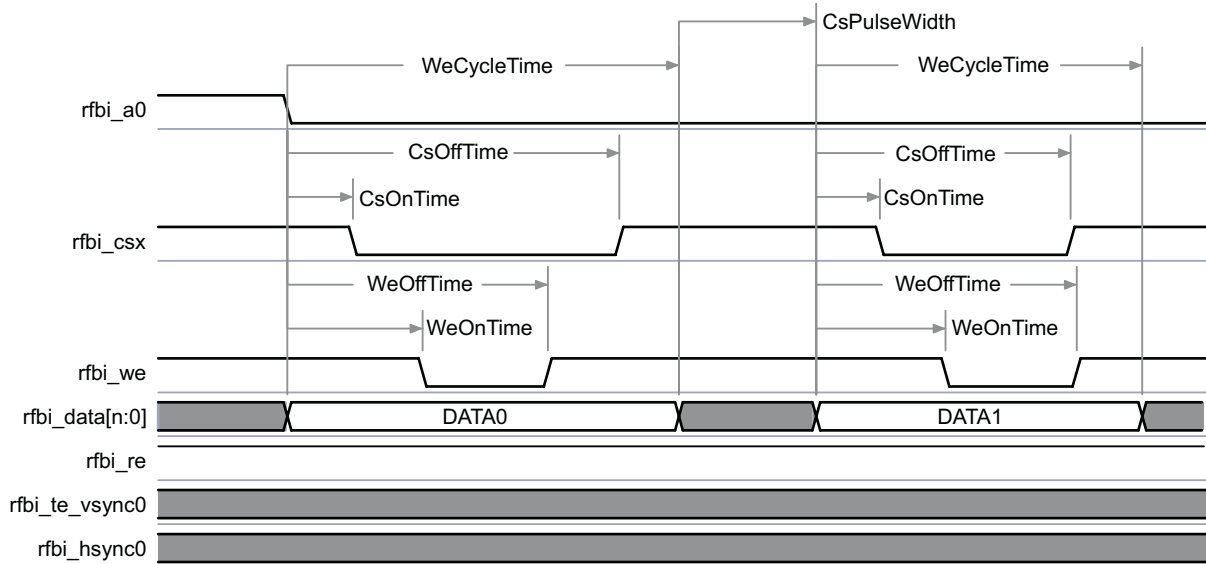 CsPulseWidth
WeCycleTime WeCycleTime
rfbi_a0
CsOffTime CsOffTime
CsOnTime CsOnTime
rfbi_csx
WeOffTime WeOffTime
WeOnTime WeOnTime
rfbi_we
rfbi_data[n:0] DATA0 DATA1
rfbi_re
rfbi_te_vsync0
rfbi_hsync0